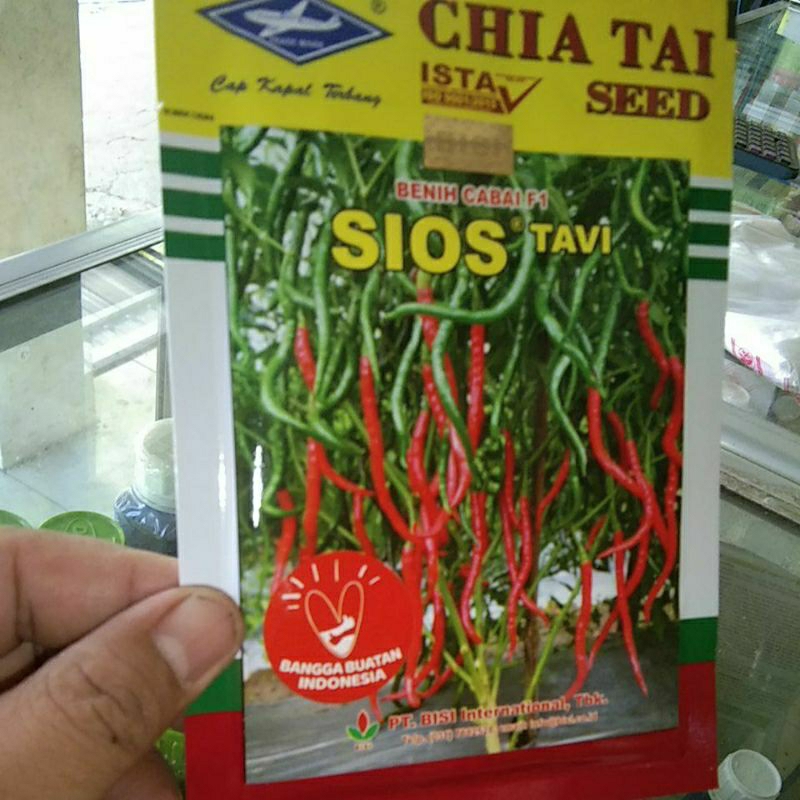 CHIA TAI
SEED
Cap Kapal Terbang
ISTA
BENIH CABAI F1
SIOS® TAVI
BANGGA BUATAN
INDONESIA
PT. BISI International, Tbk.